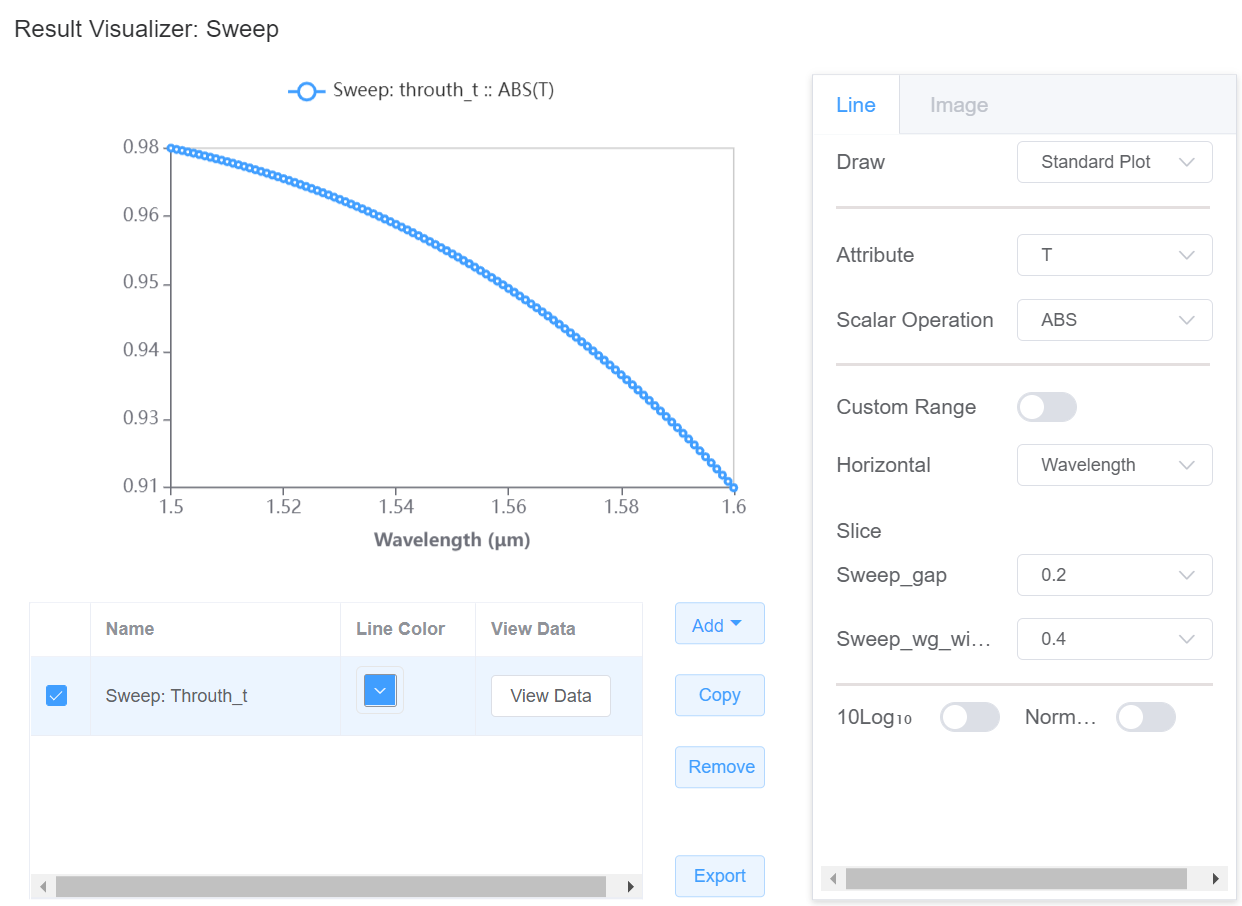 Result Visualizer: Sweep
Sweep: throuth_t :: ABS(T)
0.98
0.96
0.95
0.94
0.93
0.91
1.5 1.52 1.54 1.56 1.58 1.6
Wavelength (μm)
Name Line Color View Data
Sweep: Throuth_t View Data
Add
Copy
Remove
Export
Line Image
Draw Standard Plot
Attribute T
Scalar Operation ABS
Custom Range
Horizontal Wavelength
Slice
Sweep_gap 0.2
Sweep_wg_wi... 0.4
10Log₁₀ Norm...